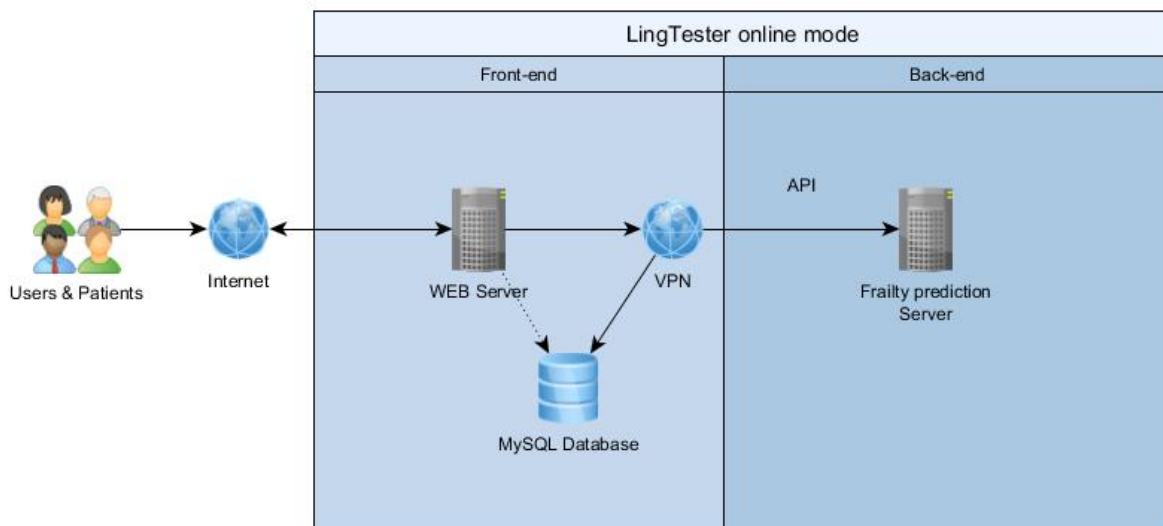 LingTester online mode
Front-end
Back-end
API
Users & Patients
Internet
WEB Server
VPN
Frailty prediction
Server
MySQL Database